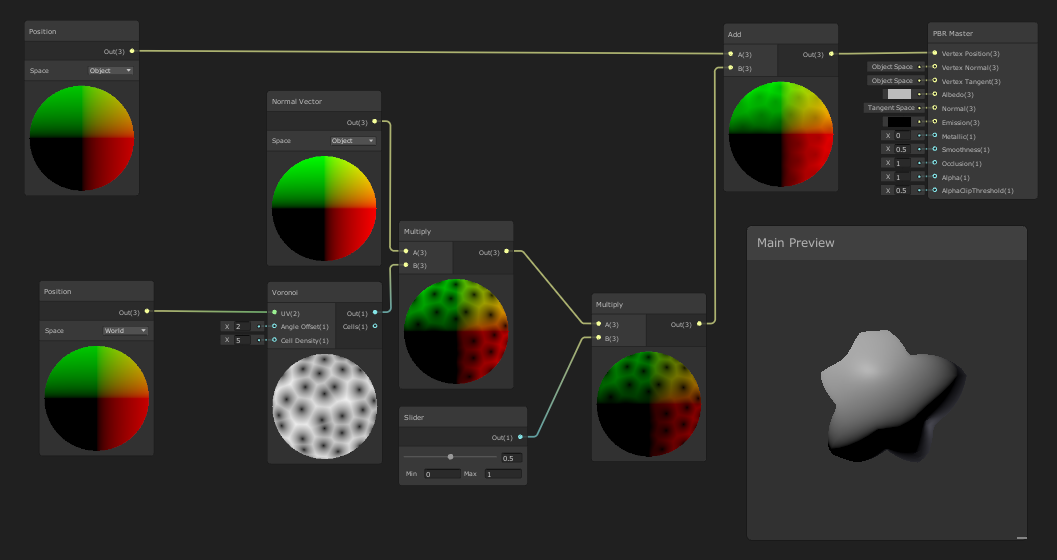 Position
Out(3)
Space Object
Normal Vector
Out(3)
Space Object
Position
Out(3)
Space World
Voronoi
UV(2) Out(1)
X 2 Angle Offset(1) Cells(1)
X 5 Cell Density(1)
Multiply
A(3) Out(3)
B(3)
Slider
Out(1)
0.5
Min 0 Max 1
Multiply
A(3) Out(3)
B(3)
Add
A(3) Out(3)
B(3)
PBR Master
Vertex Position(3)
Object Space Vertex Normal(3)
Object Space Vertex Tangent(3)
Albedo(3)
Tangent Space Normal(3)
Emission(3)
X 0 Metallic(1)
X 0.5 Smoothness(1)
X 1 Occlusion(1)
X 1 Alpha(1)
X 0.5 AlphaClipThreshold(1)
Main Preview